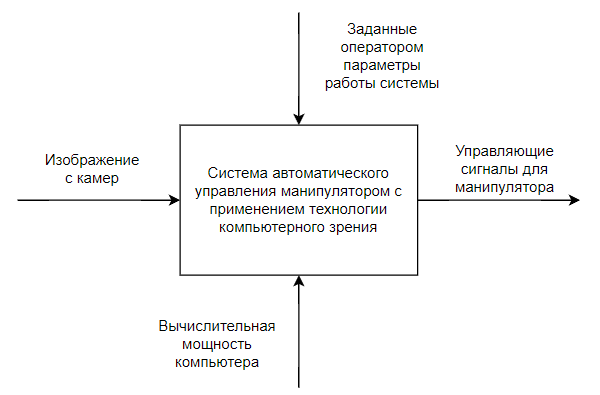 Заданные
оператором
параметры
работы системы
Изображение
с камер
Система автоматического
управления манипулятором с
применением технологии
компьютерного зрения
Управляющие
сигналы для
манипулятора
Вычислительная
мощность
компьютера